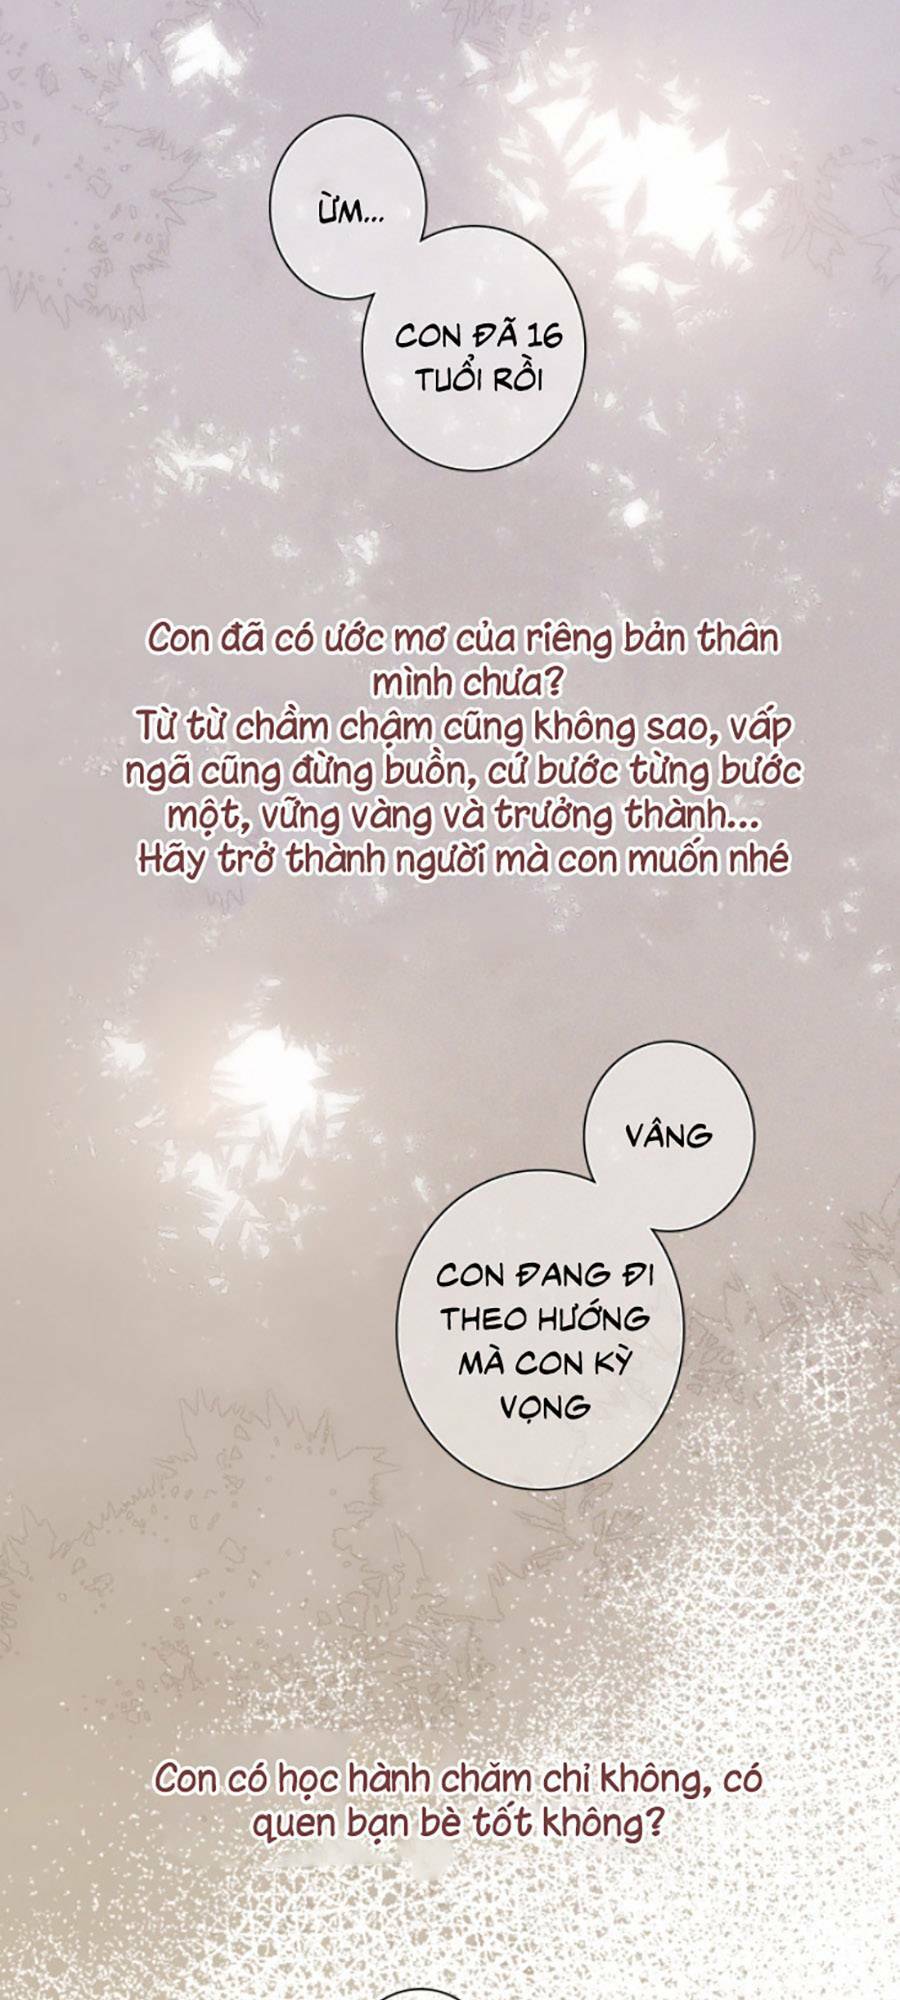 ỪM...
CON ĐÃ 16
TUỔI RỒI
Con đã có ước mơ của riêng bản thân
mình chưa?
Từ từ chầm chậm cũng không sao, vấp
ngã cũng đừng buồn, cứ bước từng bước
một, vững vàng và trưởng thành...
Hãy trở thành người mà con muốn nhé
VÂNG
CON ĐANG ĐI
THEO HƯỚNG
MÀ CON KỲ
VỌNG
Con có học hành chăm chỉ không, có
quen bạn bè tốt không?